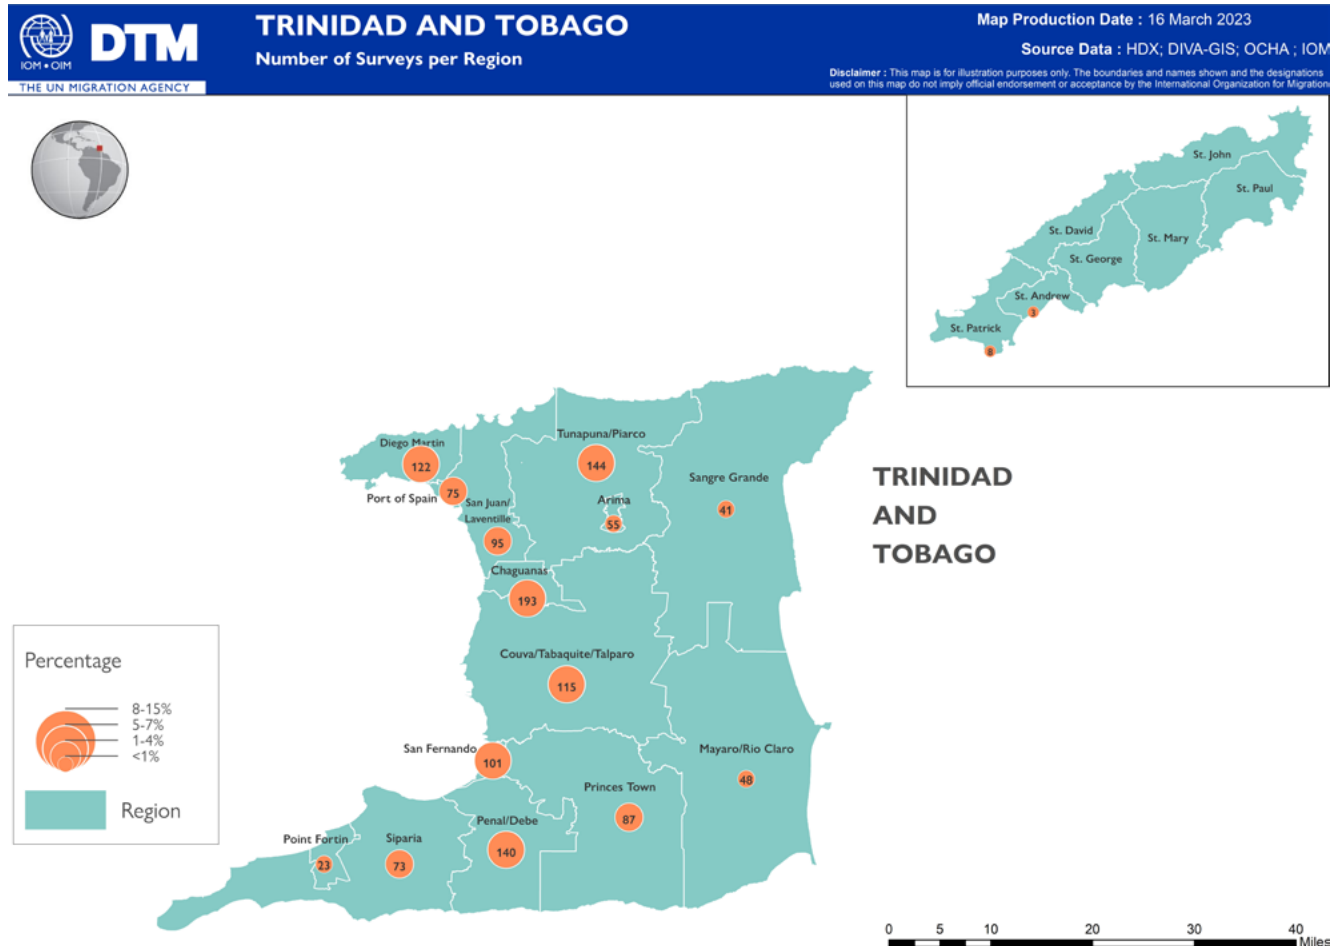 IOM • OIM
DTM
THE UN MIGRATION AGENCY
TRINIDAD AND TOBAGO
Number of Surveys per Region
Map Production Date : 16 March 2023
Source Data : HDX; DIVA-GIS; OCHA ; IOM
Disclaimer : This map is for illustration purposes only. The boundaries and names shown and the designations
used on this map do not imply official endorsement or acceptance by the International Organization for Migration
St. John
St. Paul
St. David
St. Mary
St. George
St. Andrew
3
St. Patrick
8
Diego Martin
122
Port of Spain
75
San Juan/
Laventille
95
Tunapuna/Piarco
144
Arima
55
Sangre Grande
41
TRINIDAD
AND
TOBAGO
Chaguanas
193
Couva/Tabaquite/Talparo
115
San Fernando
101
Mayaro/Rio Claro
48
Princes Town
87
Penal/Debe
140
Siparia
73
Point Fortin
23
Percentage
8-15%
5-7%
1-4%
<1%
Region
0 5 10 20 30 40
Miles